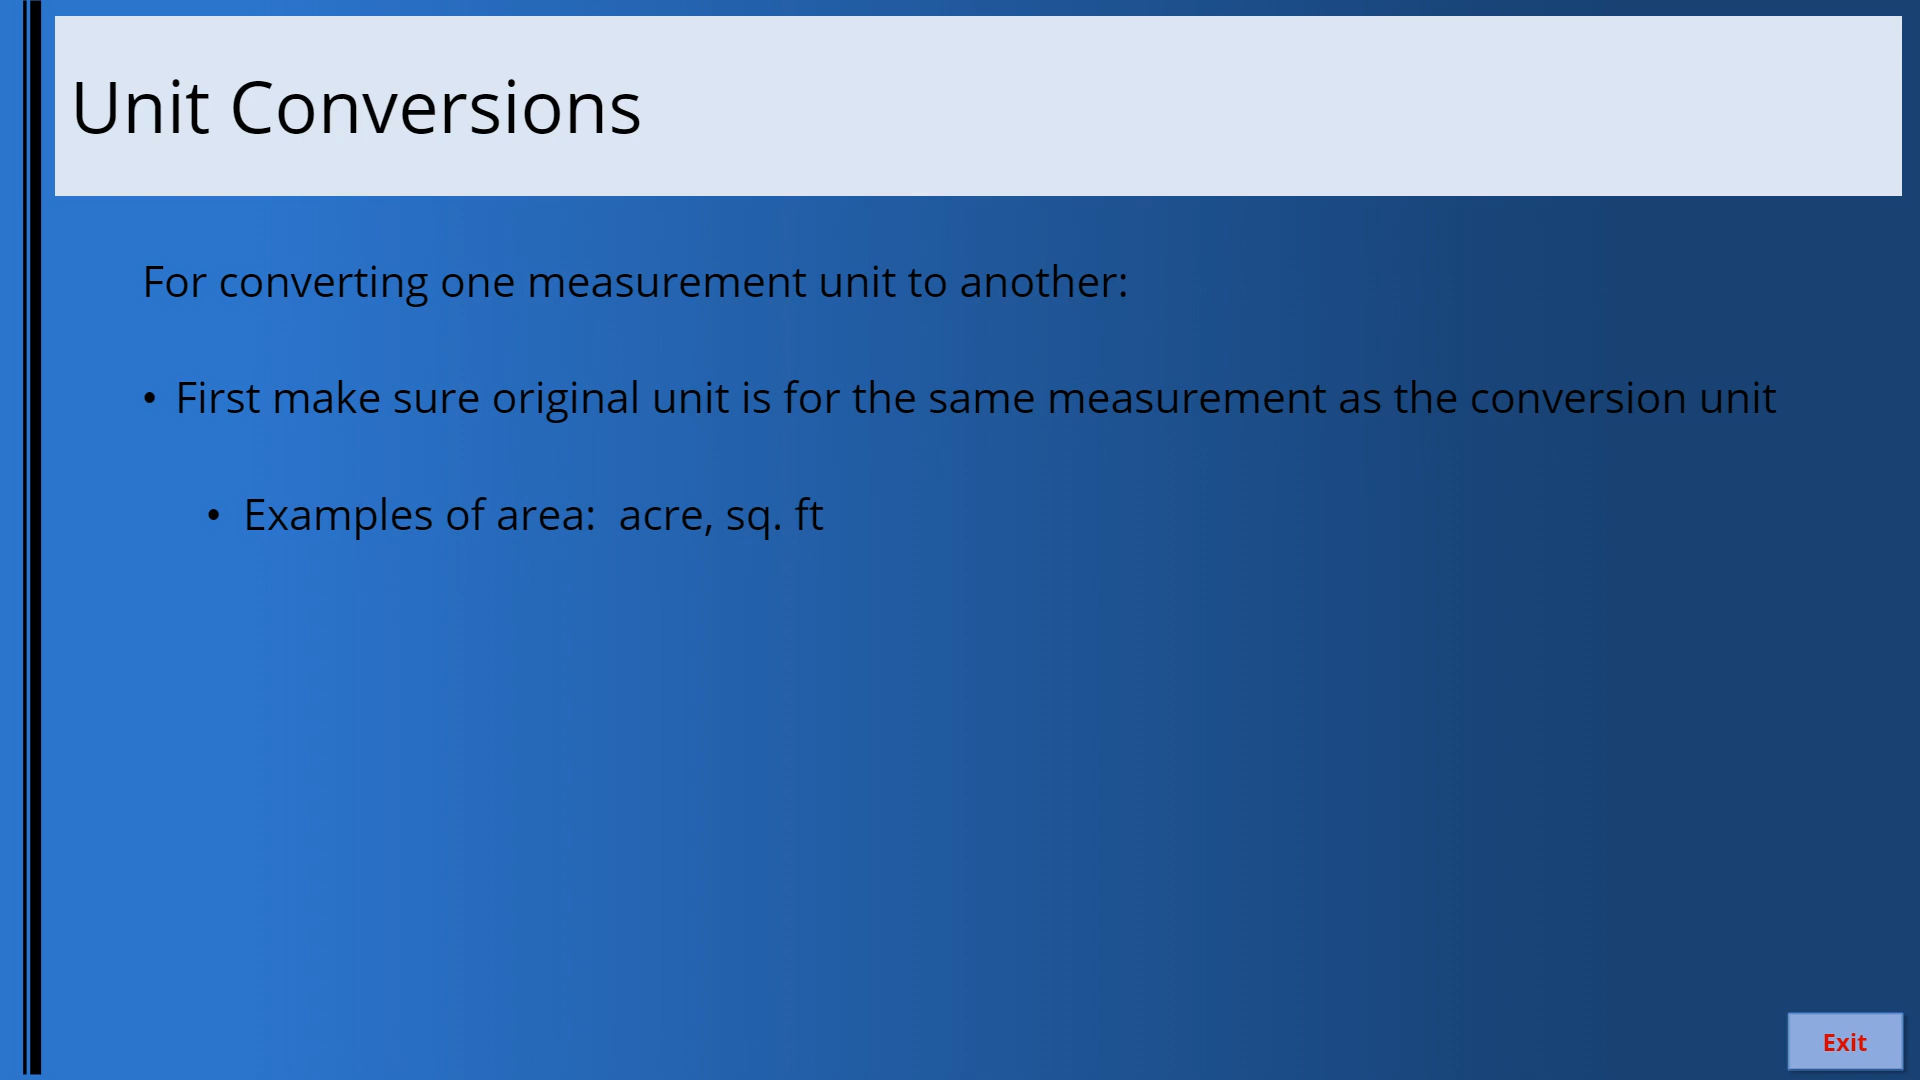 Unit Conversions
For converting one measurement unit to another:
• First make sure original unit is for the same measurement as the conversion unit
• Examples of area:  acre, sq. ft
Exit